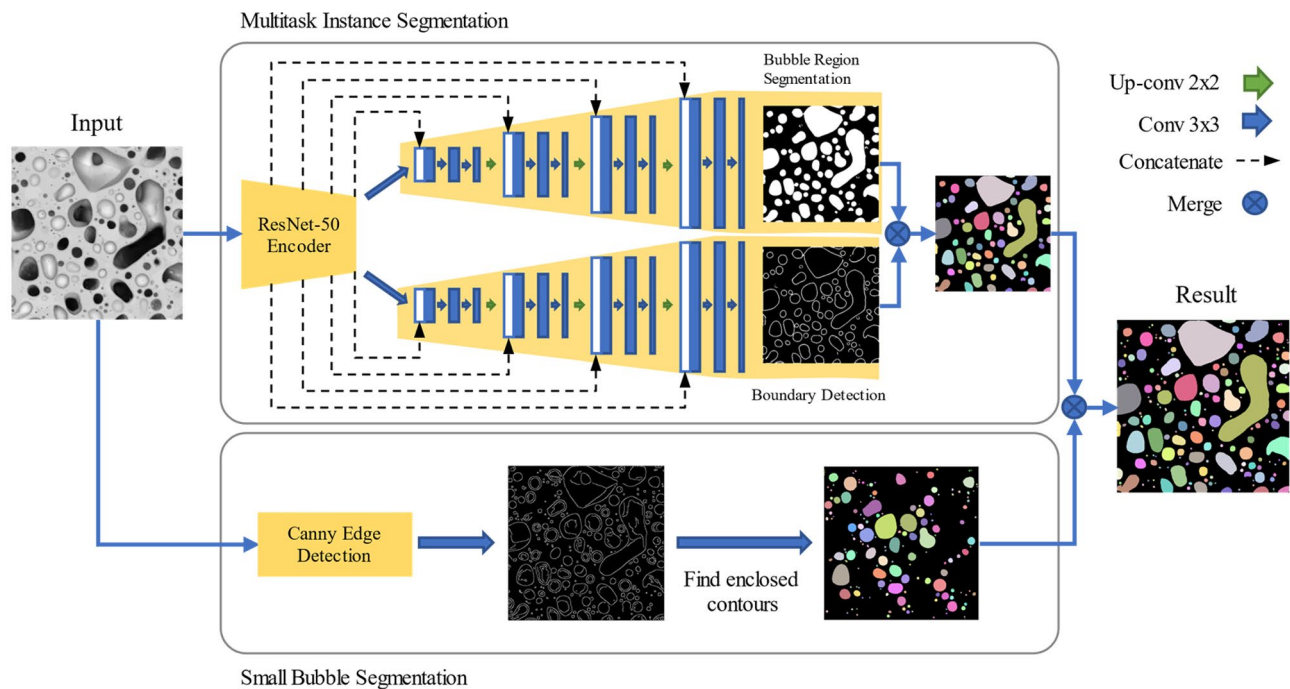 Multitask Instance Segmentation
Input
ResNet-50
Encoder
Bubble Region
Segmentation
Boundary Detection
Up-conv 2x2
Conv 3x3
Concatenate
Merge
Result
Canny Edge
Detection
Find enclosed
contours
Small Bubble Segmentation